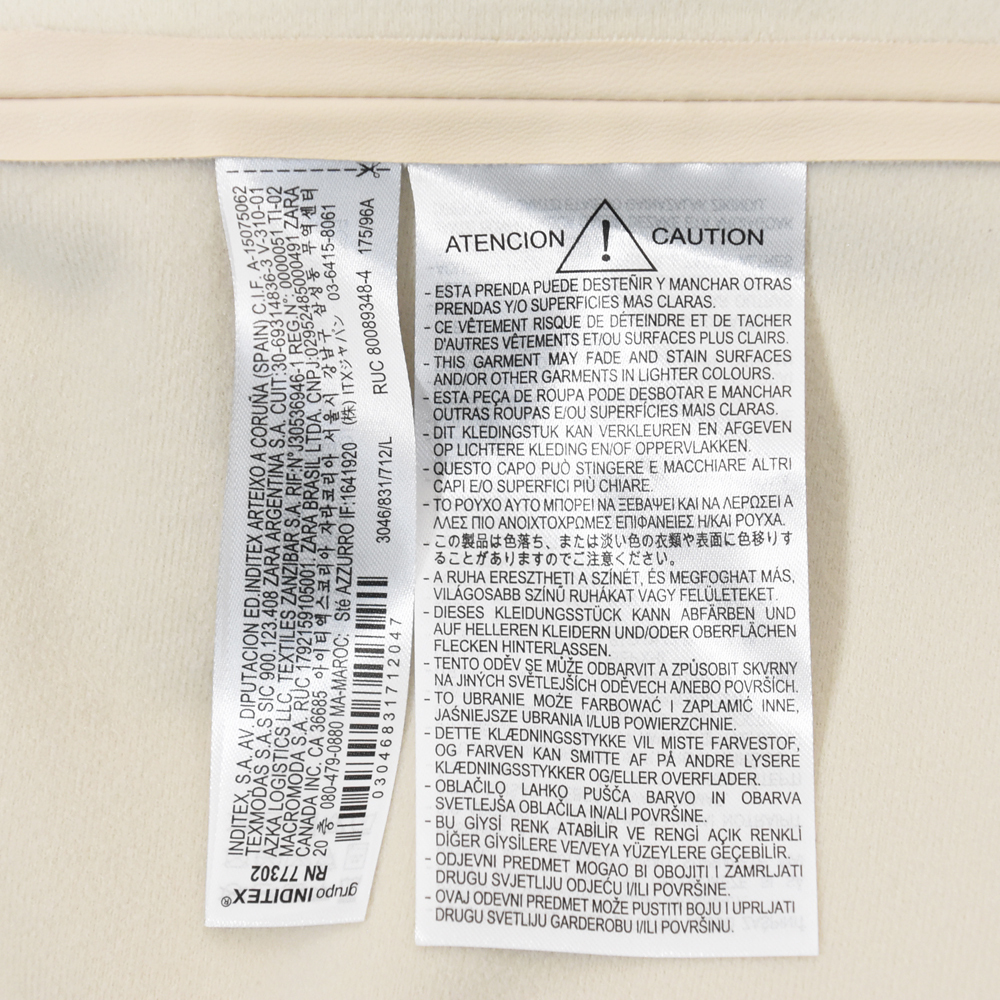 INDITEX, S.A. AV. DIPUTACION ED.INDITEX ARTEIXO A CORUÑA (SPAIN) C.I.F. A-15075062
TEXMODAS S.A.S SIC 900.123.408 ZARA ARGENTINA S.A. CUIT:30-69314836-3 V-310-01
AZKA LOGISTICS LLC, TEXTILES ZANZIBAR S.A. RIF:N°J30536946-1 REG.N°: 0000051 TI-02
MACROMODA S.A. RUC 1792159105001. ZARA BRASIL LTDA. CNPJ:02952485000491 ZARA
CANADA INC. CA 36685 아이티엑스코리아 자라코리아 서울시 강남구 삼성동 무역센터
20 층 080-479-0880 MA-MAROC: Sté AZZURRO IF:1641920 (株) ITXジャパン 03-6415-8061
3046/831/712/L RUC 80089348-4 175/96A
03046831712047
RN 77302
grupo INDITEX®
ATENCION ! CAUTION
- ESTA PRENDA PUEDE DESTEÑIR Y MANCHAR OTRAS
PRENDAS Y/O SUPERFICIES MAS CLARAS.
- CE VÊTEMENT RISQUE DE DÉTEINDRE ET DE TACHER
D'AUTRES VÊTEMENTS ET/OU SURFACES PLUS CLAIRS.
- THIS GARMENT MAY FADE AND STAIN SURFACES
AND/OR OTHER GARMENTS IN LIGHTER COLOURS.
- ESTA PEÇA DE ROUPA PODE DESBOTAR E MANCHAR
OUTRAS ROUPAS E/OU SUPERFÍCIES MAIS CLARAS.
- DIT KLEDINGSTUK KAN VERKLEUREN EN AFGEVEN
OP LICHTERE KLEDING EN/OF OPPERVLAKKEN.
- QUESTO CAPO PUÒ STINGERE E MACCHIARE ALTRI
CAPI E/O SUPERFICI PIÙ CHIARE.
- ΤΟ ΡΟΥΧΟ ΑΥΤΟ ΜΠΟΡΕΙ ΝΑ ΞΕΒΑΨΕΙ ΚΑΙ ΝΑ ΛΕΡΩΣΕΙ Α
ΛΛΕΣ ΠΙΟ ΑΝΟΙΧΤΟΧΡΩΜΕΣ ΕΠΙΦΑΝΕΙΕΣ Η/ΚΑΙ ΡΟΥΧΑ.
- この製品は色落ち、または淡い色の衣類や表面に色移りす
ることがありますのでご注意ください。
- A RUHA ERESZTHETI A SZÍNÉT, ÉS MEGFOGHAT MÁS,
VILÁGOSABB SZÍNŰ RUHÁKAT VAGY FELÜLETEKET.
- DIESES KLEIDUNGSSTÜCK KANN ABFÄRBEN UND
AUF HELLEREN KLEIDERN UND/ODER OBERFLÄCHEN
FLECKEN HINTERLASSEN.
- TENTO ODĚV SE MŮŽE ODBARVIT A ZPŮSOBIT SKVRNY
NA JINÝCH SVĚTLEJŠÍCH ODĚVECH A/NEBO POVRŠÍCH.
- TO UBRANIE MOŻE FARBOWAĆ I ZAPLAMIĆ INNE,
JAŚNIEJSZE UBRANIA I/LUB POWIERZCHNIE.
- DETTE KLÆDNINGSSTYKKE VIL MISTE FARVESTOF,
OG FARVEN KAN SMITTE AF PÅ ANDRE LYSERE
KLÆDNINGSSTYKKER OG/ELLER OVERFLADER.
- OBLAČILO LAHKO PUŠČA BARVO IN OBARVA
SVETLEJŠA OBLAČILA IN/ALI POVRŠINE.
- BU GİYSİ RENK ATABİLİR VE RENGİ AÇIK RENKLİ
DİĞER GİYSİLERE VE/VEYA YÜZEYLERE GEÇEBİLİR.
- ODJEVNI PREDMET MOGAO BI OBOJITI I ZAMRLJATI
DRUGU SVJETLIJU ODJEĆU I/ILI POVRŠINE.
- OVAJ ODEVNI PREDMET MOŽE PUSTITI BOJU I UPRLJATI
DRUGU SVETLIJU GARDEROBU I/ILI POVRŠINU.